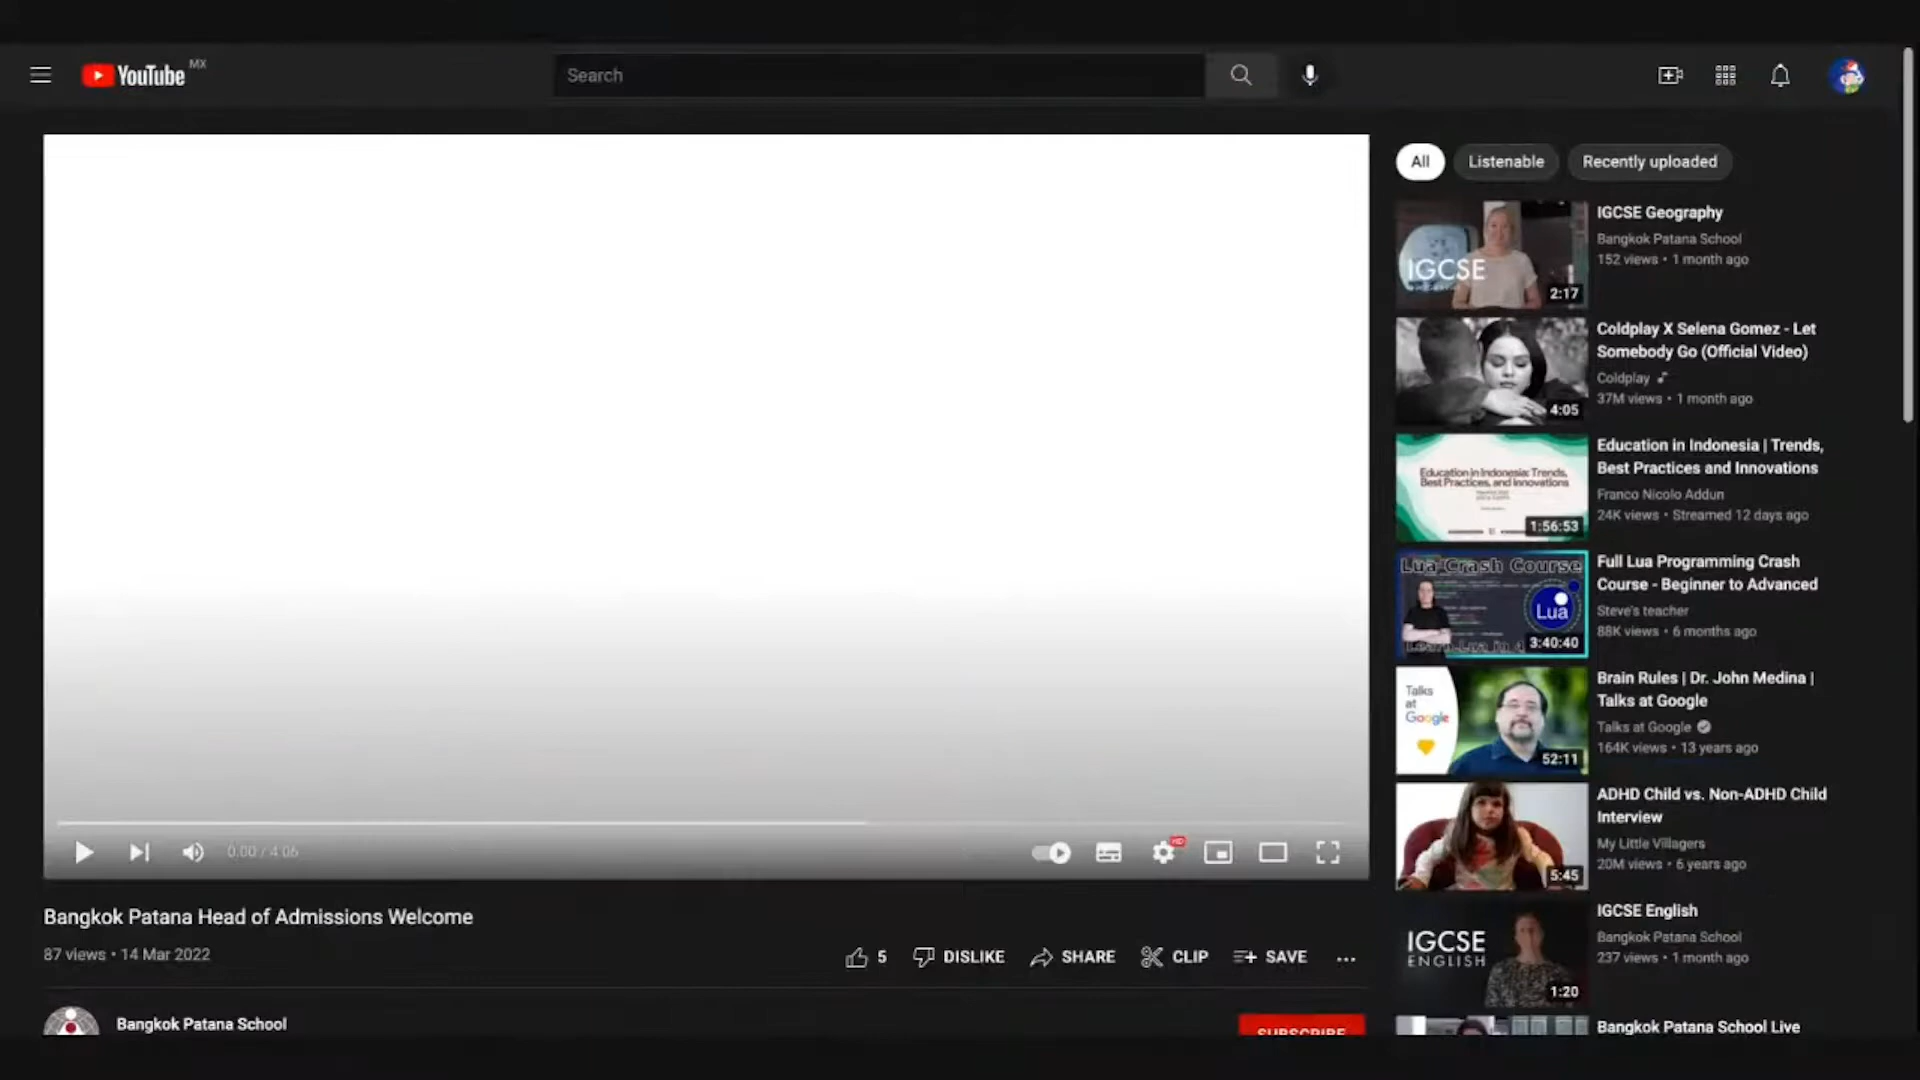 YouTube MX
Search
All
Listenable
Recently uploaded
IGCSE
2:17
IGCSE Geography
Bangkok Patana School
152 views • 1 month ago
4:05
Coldplay X Selena Gomez - Let
Somebody Go (Official Video)
Coldplay
37M views • 1 month ago
Education in Indonesia: Trends,
Best Practices, and Innovations
1:56:53
Education in Indonesia | Trends,
Best Practices and Innovations
Franco Nicolo Addun
24K views • Streamed 12 days ago
Lua Crash Course
Lua
Learn Lua in 4
3:40:40
Full Lua Programming Crash
Course - Beginner to Advanced
Steve's teacher
88K views • 6 months ago
Talks
at
Google
52:11
Brain Rules | Dr. John Medina |
Talks at Google
Talks at Google
164K views • 13 years ago
5:45
ADHD Child vs. Non-ADHD Child
Interview
My Little Villagers
20M views • 6 years ago
IGCSE
ENGLISH
1:20
IGCSE English
Bangkok Patana School
237 views • 1 month ago
Bangkok Patana School Live
0:00 / 4:06
HD
Bangkok Patana Head of Admissions Welcome
87 views • 14 Mar 2022
5
DISLIKE
SHARE
CLIP
SAVE
Bangkok Patana School
SUBSCRIBE